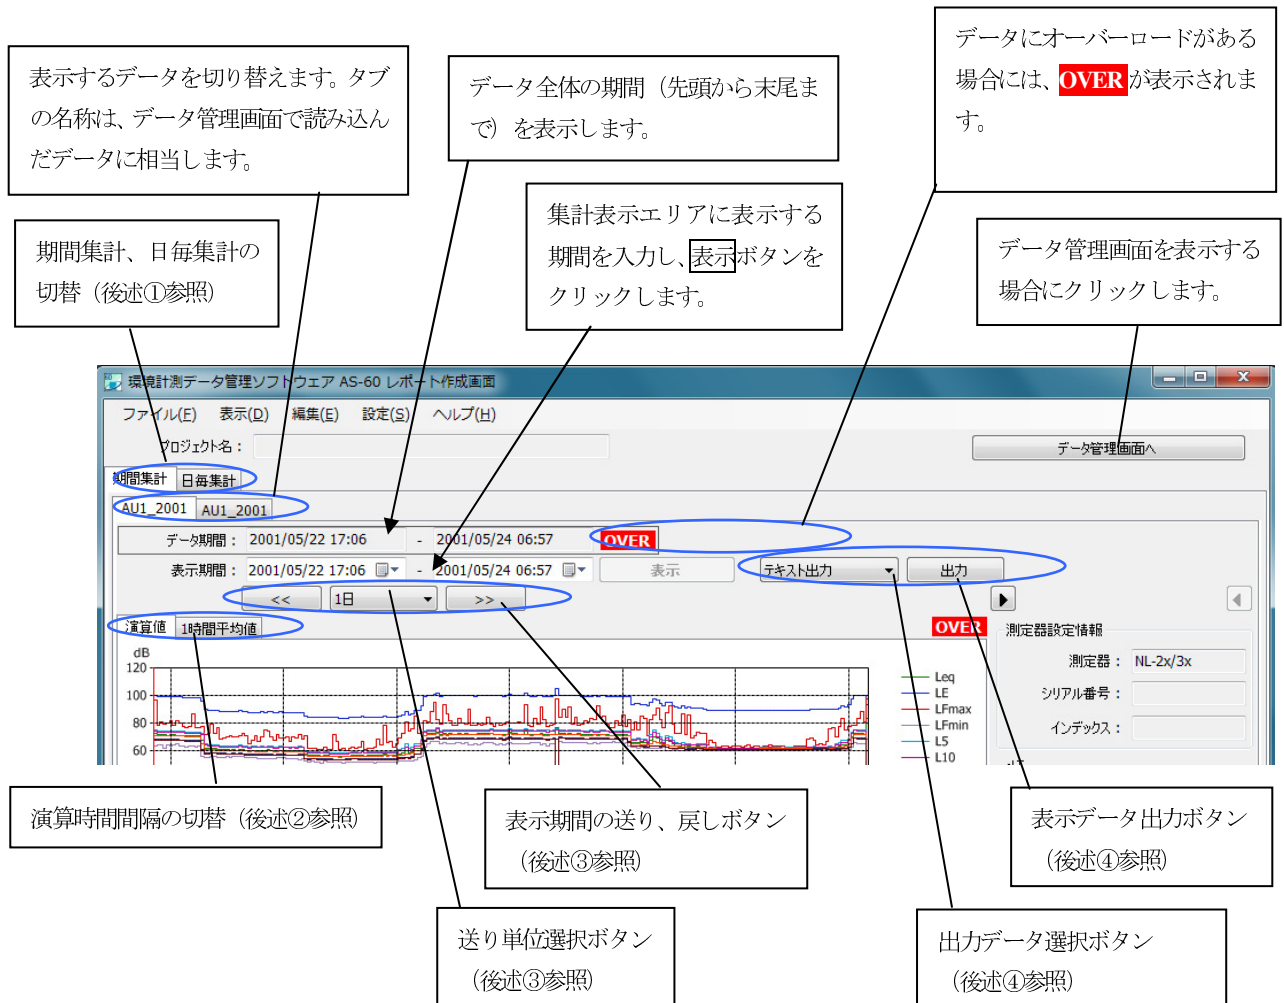 データにオーバーロードがある
場合には、OVERが表示されま
す。
表示するデータを切り替えます。タブ
の名称は、データ管理画面で読み込ん
だデータに相当します。
データ全体の期間（先頭から末尾ま
で）を表示します。
集計表示エリアに表示する
期間を入力し、表示ボタンを
クリックします。
期間集計、日毎集計の
切替（後述①参照）
データ管理画面を表示する
場合にクリックします。
環境計測データ管理ソフトウェア AS-60 レポート作成画面
ファイル(F) 表示(D) 編集(E) 設定(S) ヘルプ(H)
プロジェクト名：
データ管理画面へ
期間集計 日毎集計
AU1_2001 AU1_2001
データ期間： 2001/05/22 17:06 - 2001/05/24 06:57 OVER
表示期間： 2001/05/22 17:06 - 2001/05/24 06:57 表示 テキスト出力 出力
<< 1日 >>
演算値 1時間平均値 OVER
測定器設定情報
測定器： NL-2x/3x
シリアル番号：
インデックス：
dB
120
100
80
60
Leq
LE
LFmax
LFmin
L5
L10
演算時間間隔の切替（後述②参照）
表示期間の送り、戻しボタン
（後述③参照）
表示データ出力ボタン
（後述④参照）
送り単位選択ボタン
（後述③参照）
出力データ選択ボタン
（後述④参照）